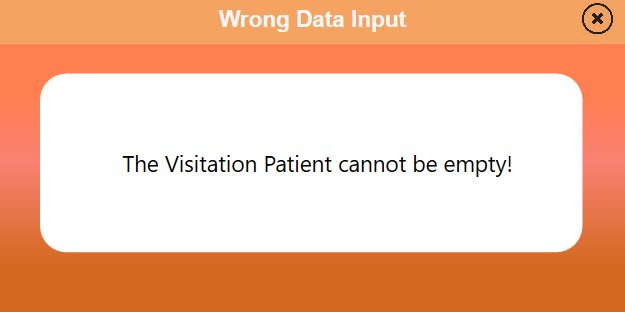 Wrong Data Input
The Visitation Patient cannot be empty!